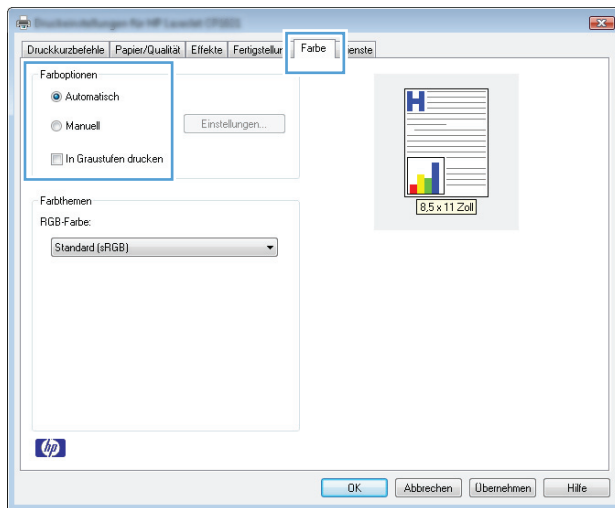 Druckkurzbefehle Papier/Qualität Effekte Fertigstellur Farbe enste
Farboptionen
Automatisch
Manuell
Einstellungen...
In Graustufen drucken
8,5 x 11 Zoll
Farbthemen
RGB-Farbe:
Standard (sRGB)
hp
OK Abbrechen Übernehmen Hilfe